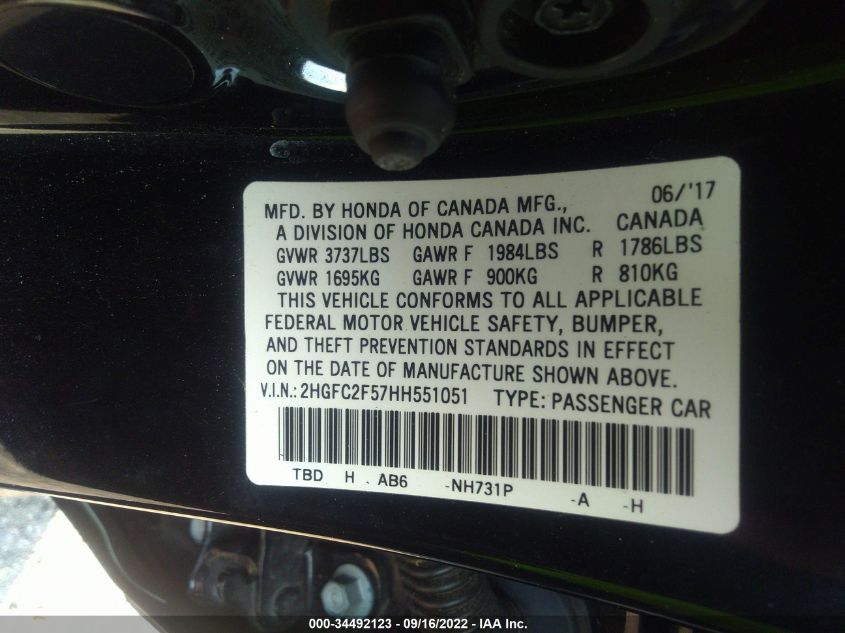 06/'17
MFD. BY HONDA OF CANADA MFG.,
A DIVISION OF HONDA CANADA INC. CANADA
GVWR 3737LBS GAWR F 1984LBS R 1786LBS
GVWR 1695KG GAWR F 900KG R 810KG
THIS VEHICLE CONFORMS TO ALL APPLICABLE
FEDERAL MOTOR VEHICLE SAFETY, BUMPER,
AND THEFT PREVENTION STANDARDS IN EFFECT
ON THE DATE OF MANUFACTURE SHOWN ABOVE.
V.I.N.: 2HGFC2F57HH551051 TYPE: PASSENGER CAR
TBD H . AB6 -NH731P -A -H
000-34492123 - 09/16/2022 - IAA Inc.